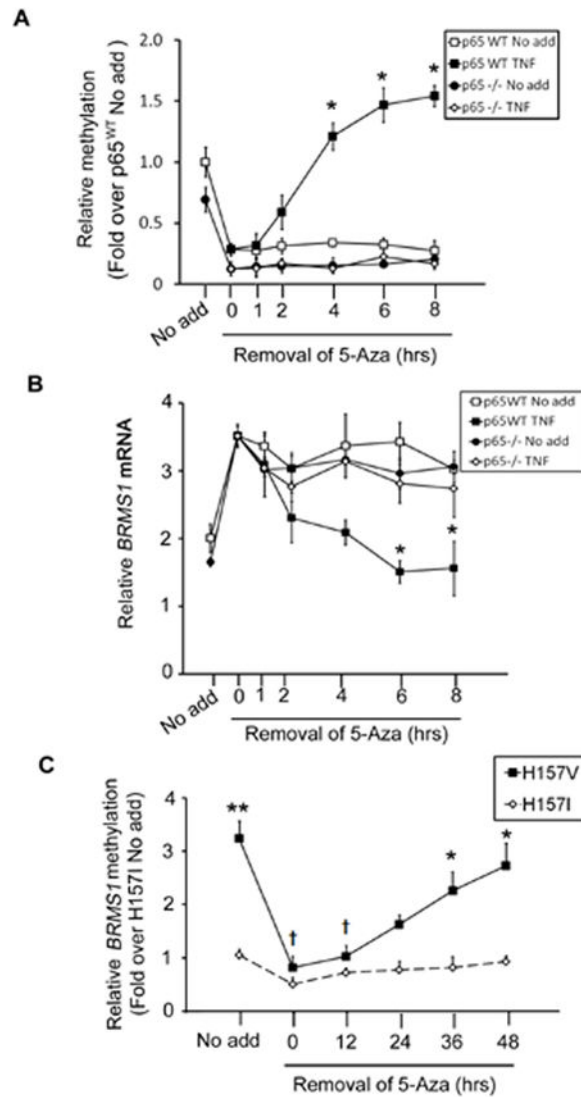 A
p65 WT No add
p65 WT TNF
p65 -/- No add
p65 -/- TNF
Relative methylation
(Fold over p65WT No add)
2.0
1.5
1.0
0.5
0
* * *
No add 0 1 2 4 6 8
Removal of 5-Aza (hrs)
B
p65WT No add
p65WT TNF
p65-/- No add
p65-/- TNF
Relative BRMS1 mRNA
4
3
2
1
0
* *
No add 0 1 2 4 6 8
Removal of 5-Aza (hrs)
C
H157V
H157I
Relative BRMS1 methylation
(Fold over H157I No add)
4
3
2
1
0
** † † * *
No add 0 12 24 36 48
Removal of 5-Aza (hrs)